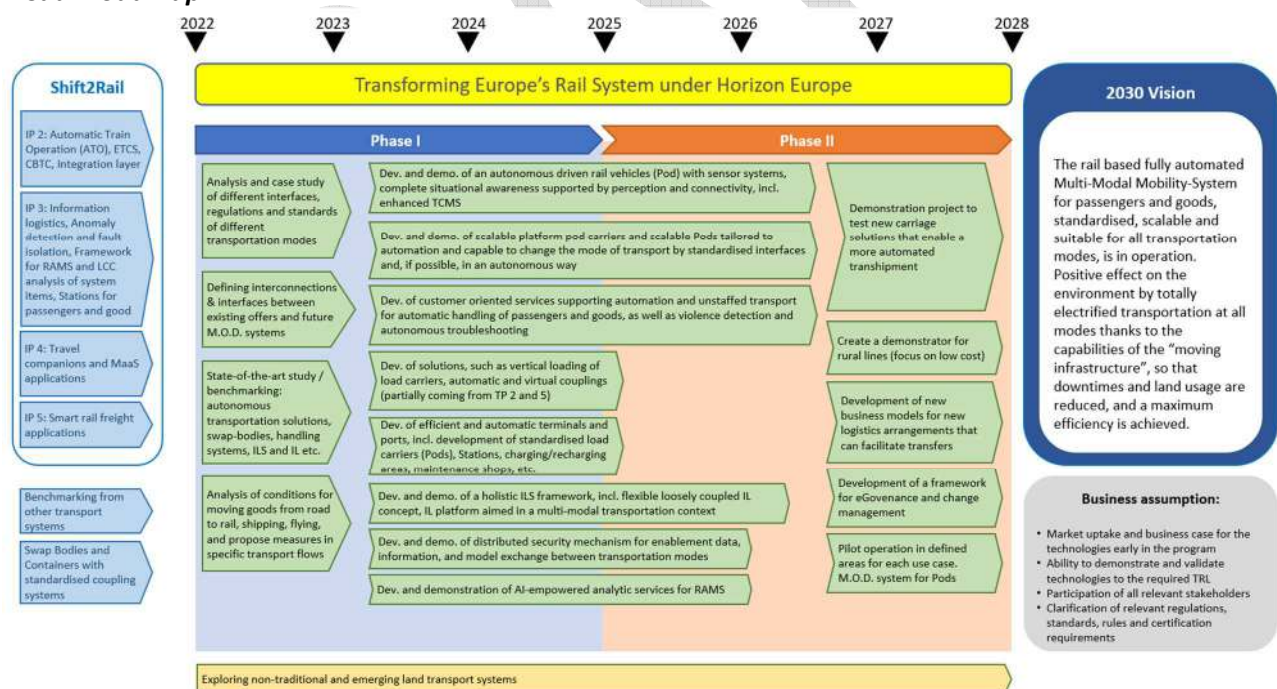 2022 2023 2024 2025 2026 2027 2028
Shift2Rail
IP 2: Automatic Train
Operation (ATO), ETCS,
CBTC, Integration layer
IP 3: Information
logistics, Anomaly
detection and fault
isolation, Framework
for RAMS and LCC
analysis of system
items, Stations for
passengers and good
IP 4: Travel
companions and MaaS
applications
IP 5: Smart rail freight
applications
Benchmarking from
other transport
systems
Swap Bodies and
Containers with
standardised coupling
systems
Transforming Europe's Rail System under Horizon Europe
Phase I
Phase II
Analysis and case study
of different interfaces,
regulations and standards
of different
transportation modes
Defining interconnections
& interfaces between
existing offers and future
M.O.D. systems
State-of-the-art study /
benchmarking:
autonomous
transportation solutions,
swap-bodies, handling
systems, ILS and IL etc.
Analysis of conditions for
moving goods from road
to rail, shipping, flying,
and propose measures in
specific transport flows
Dev. and demo. of an autonomous driven rail vehicles (Pod) with sensor systems,
complete situational awareness supported by perception and connectivity, incl.
enhanced TCMS
Dev. and demo. of scalable platform pod carriers and scalable Pods tailored to
automation and capable to change the mode of transport by standardised interfaces
and, if possible, in an autonomous way
Dev. of customer oriented services supporting automation and unstaffed transport
for automatic handling of passengers and goods, as well as violence detection and
autonomous troubleshooting
Dev. of solutions, such as vertical loading of
load carriers, automatic and virtual couplings
(partially coming from TP 2 and 5)
Dev. of efficient and automatic terminals and
ports, incl. development of standardised load
carriers (Pods), Stations, charging/recharging
areas, maintenance shops, etc.
Dev. and demo. of a holistic ILS framework, incl. flexible loosely coupled IL
concept, IL platform aimed in a multi-modal transportation context
Dev. and demo. of distributed security mechanism for enablement data,
information, and model exchange between transportation modes
Dev. and demonstration of AI-empowered analytic services for RAMS
Demonstration project to
test new carriage
solutions that enable a
more automated
transhipment
Create a demonstrator for
rural lines (focus on low cost)
Development of new
business models for new
logistics arrangements that
can facilitate transfers
Development of a framework
for eGovenance and change
management
Pilot operation in defined
areas for each use case.
M.O.D. system for Pods
Exploring non-traditional and emerging land transport systems
2030 Vision
The rail based fully automated
Multi-Modal Mobility-System
for passengers and goods,
standardised, scalable and
suitable for all transportation
modes, is in operation.
Positive effect on the
environment by totally
electrified transportation at all
modes thanks to the
capabilities of the "moving
infrastructure", so that
downtimes and land usage are
reduced, and a maximum
efficiency is achieved.
Business assumption:
• Market uptake and business case for the
technologies early in the program
• Ability to demonstrate and validate
technologies to the required TRL
• Participation of all relevant stakeholders
• Clarification of relevant regulations,
standards, rules and certification
requirements